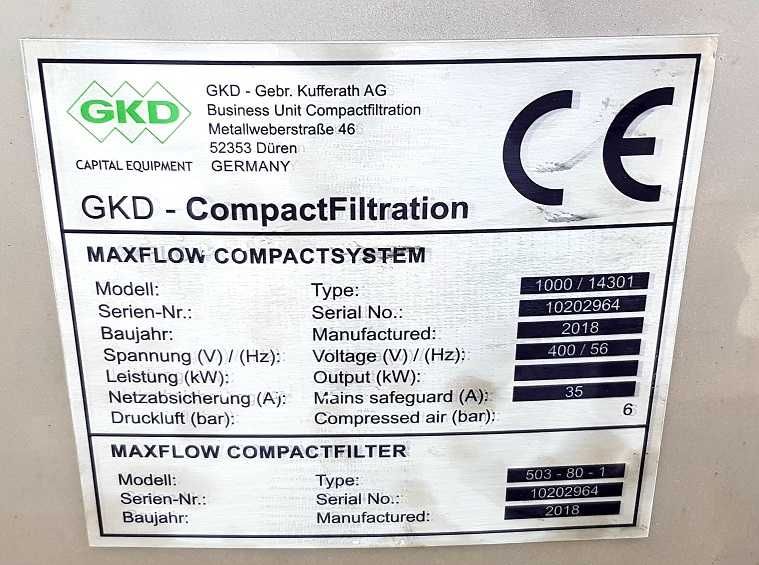 GKD
CAPITAL EQUIPMENT
GKD - Gebr. Kufferath AG
Business Unit Compactfiltration
Metallweberstraße 46
52353 Düren
GERMANY
CE
GKD - CompactFiltration
MAXFLOW COMPACTSYSTEM
Modell: Type: 1000 / 14301
Serien-Nr.: Serial No.: 10202964
Baujahr: Manufactured: 2018
Spannung (V) / (Hz): Voltage (V) / (Hz): 400 / 56
Leistung (kW): Output (kW):
Netzabsicherung (A): Mains safeguard (A): 35
Druckluft (bar): Compressed air (bar): 6
MAXFLOW COMPACTFILTER
Modell: Type: 503 - 80 - 1
Serien-Nr.: Serial No.: 10202964
Baujahr: Manufactured: 2018